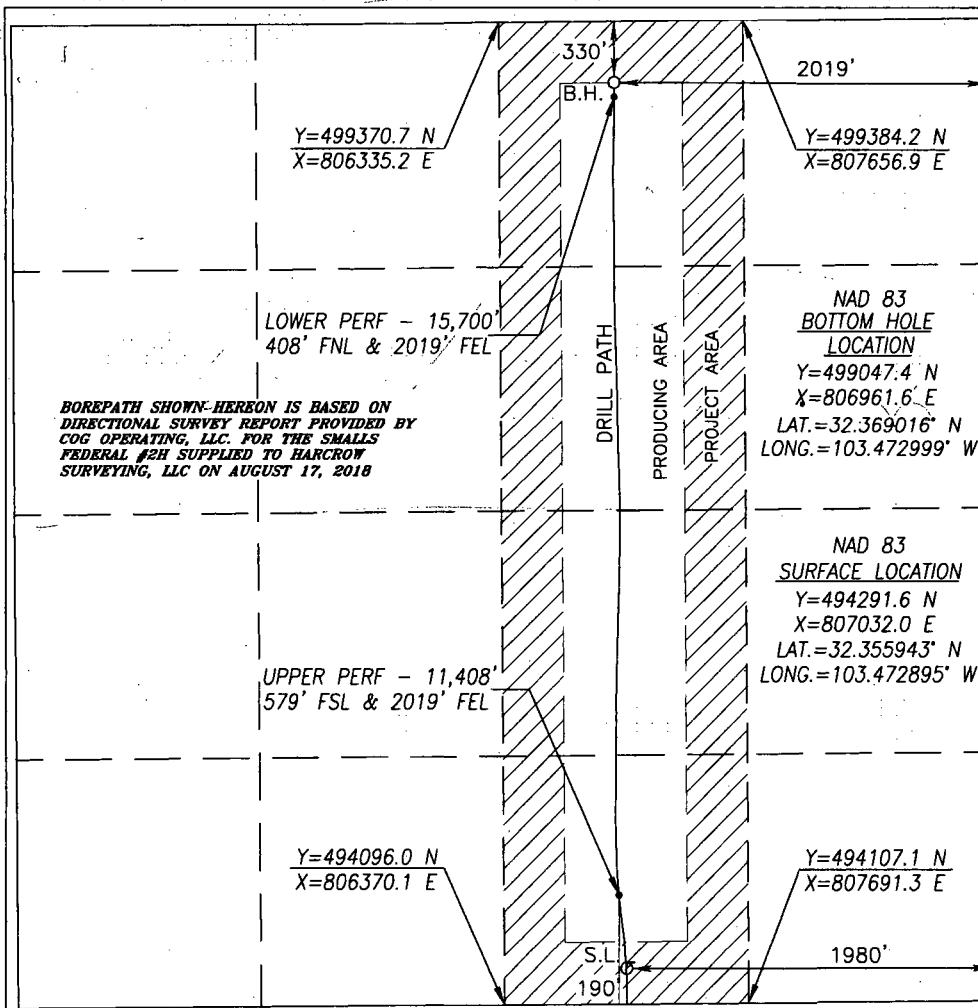 330'
2019'
B.H.
Y=499370.7 N
X=806335.2 E
Y=499384.2 N
X=807656.9 E
LOWER PERF - 15,700'
408' FNL & 2019' FEL
DRILL PATH
PRODUCING AREA
PROJECT AREA
NAD 83
BOTTOM HOLE
LOCATION
Y=499047.4 N
X=806961.6 E
LAT.=32.369016° N
LONG.=103.472999° W
BOREPATH SHOWN HEREON IS BASED ON
DIRECTIONAL SURVEY REPORT PROVIDED BY
COG OPERATING, LLC. FOR THE SMALLS
FEDERAL #2H SUPPLIED TO HARCROW
SURVEYING, LLC ON AUGUST 17, 2018
NAD 83
SURFACE LOCATION
Y=494291.6 N
X=807032.0 E
LAT.=32.355943° N
LONG.=103.472895° W
UPPER PERF - 11,408'
579' FSL & 2019' FEL
Y=494096.0 N
X=806370.1 E
Y=494107.1 N
X=807691.3 E
S.L.
1980'
190'